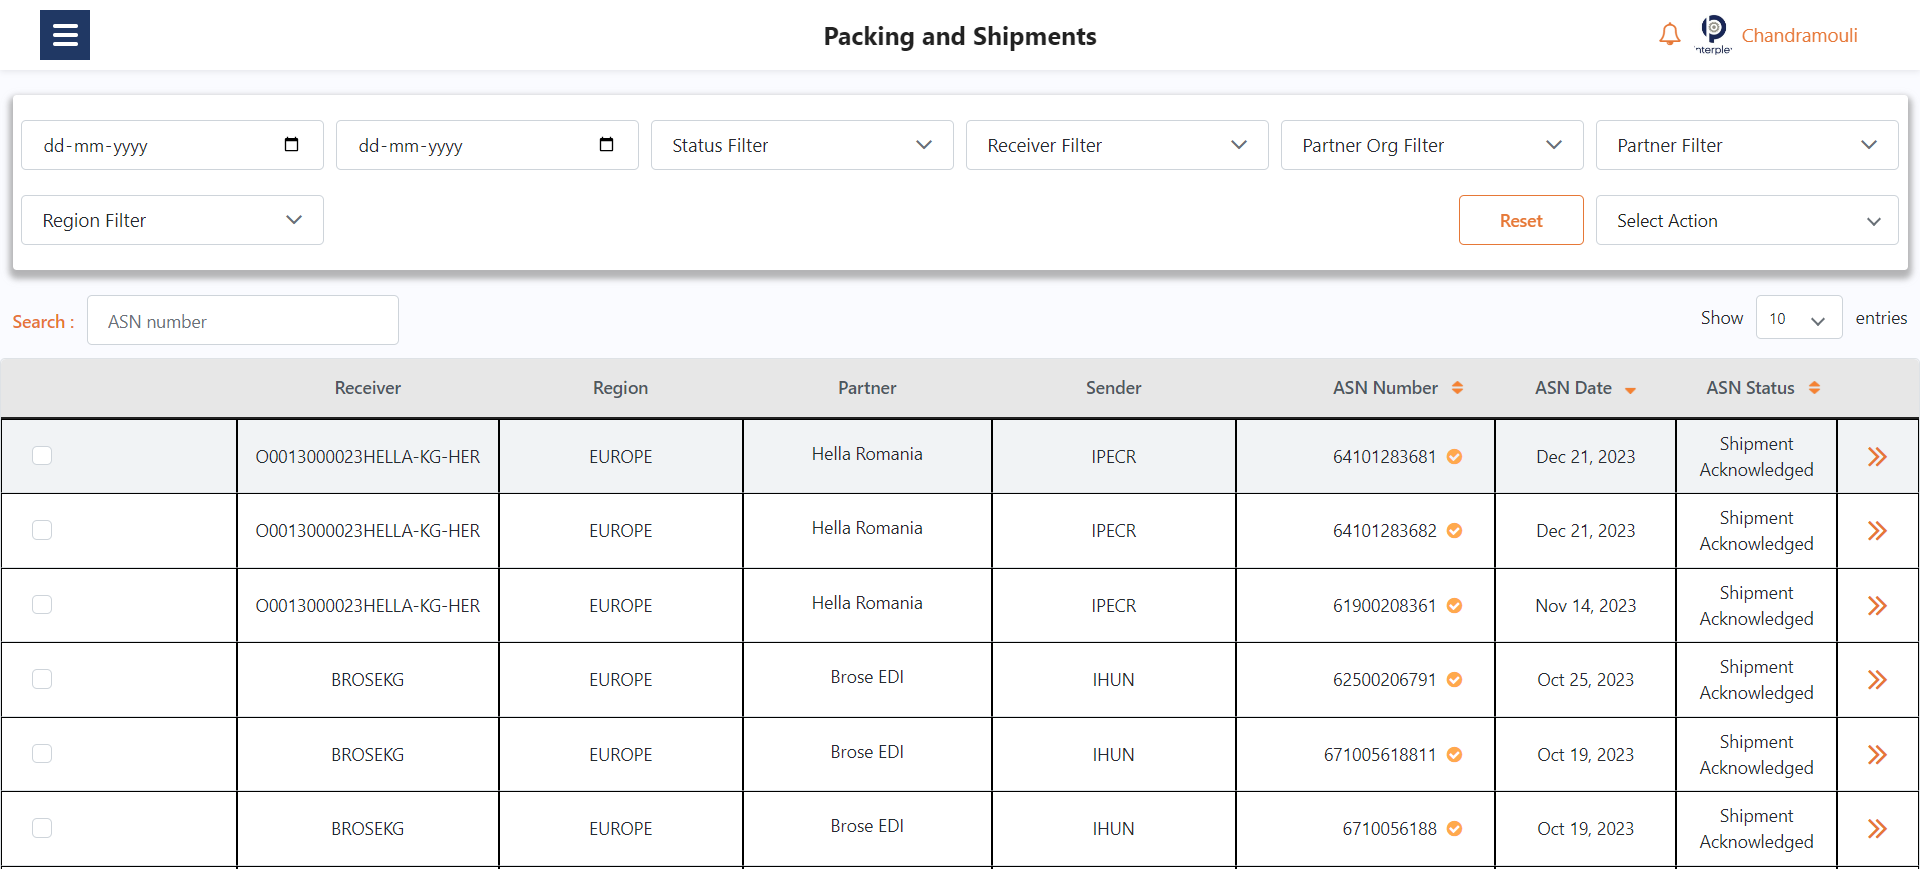 Packing and Shipments
nterple
Chandramouli
dd-mm-yyyy
dd-mm-yyyy
Status Filter
Receiver Filter
Partner Org Filter
Partner Filter
Region Filter
Reset
Select Action
Search :
ASN number
Show 10 entries
Receiver Region Partner Sender ASN Number ASN Date ASN Status
O0013000023HELLA-KG-HER EUROPE Hella Romania IPECR 64101283681 Dec 21, 2023 Shipment
Acknowledged
O0013000023HELLA-KG-HER EUROPE Hella Romania IPECR 64101283682 Dec 21, 2023 Shipment
Acknowledged
O0013000023HELLA-KG-HER EUROPE Hella Romania IPECR 61900208361 Nov 14, 2023 Shipment
Acknowledged
BROSEKG EUROPE Brose EDI IHUN 62500206791 Oct 25, 2023 Shipment
Acknowledged
BROSEKG EUROPE Brose EDI IHUN 671005618811 Oct 19, 2023 Shipment
Acknowledged
BROSEKG EUROPE Brose EDI IHUN 6710056188 Oct 19, 2023 Shipment
Acknowledged